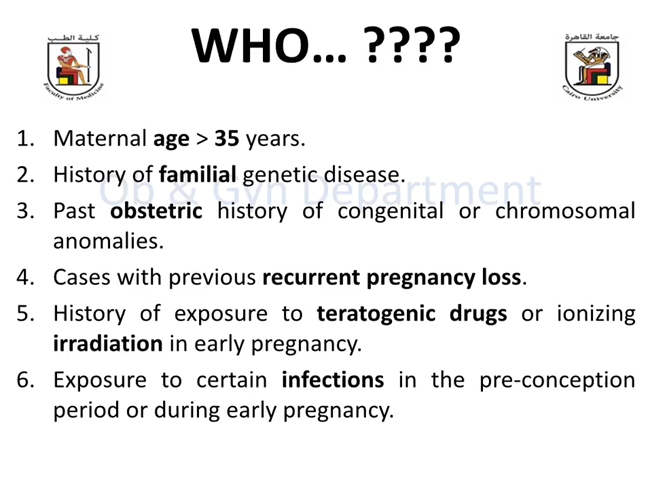 كلية الطب
Faculty of Medicine
WHO... ????
جامعة القاهرة
Cairo University
Ob & Gyn Department
1. Maternal age > 35 years.
2. History of familial genetic disease.
3. Past obstetric history of congenital or chromosomal
anomalies.
4. Cases with previous recurrent pregnancy loss.
5. History of exposure to teratogenic drugs or ionizing
irradiation in early pregnancy.
6. Exposure to certain infections in the pre-conception
period or during early pregnancy.